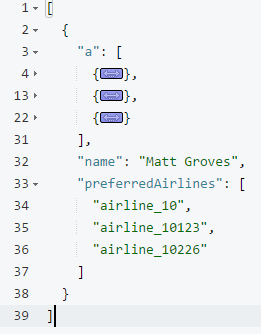 1 [
2 {
3 "a": [
4 {},
13 {},
22 {}
31 ],
32 "name": "Matt Groves",
33 "preferredAirlines": [
34 "airline_10",
35 "airline_10123",
36 "airline_10226"
37 ]
38 }
39 ]